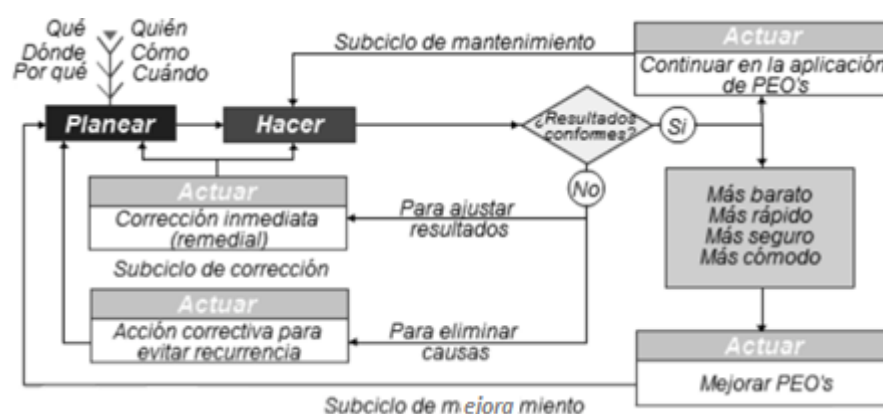 Qué Quién
Dónde Cómo
Por qué Cuándo
Planear
Hacer
Subciclo de mantenimiento
Actuar
Continuar en la aplicación
de PEO's
¿Resultados
conformes?
Si
No
Actuar
Corrección inmediata
(remedial)
Para ajustar
resultados
Subciclo de corrección
Más barato
Más rápido
Más seguro
Más cómodo
Actuar
Acción correctiva para
evitar recurrencia
Para eliminar
causas
Actuar
Mejorar PEO's
Subciclo de m ejora miento